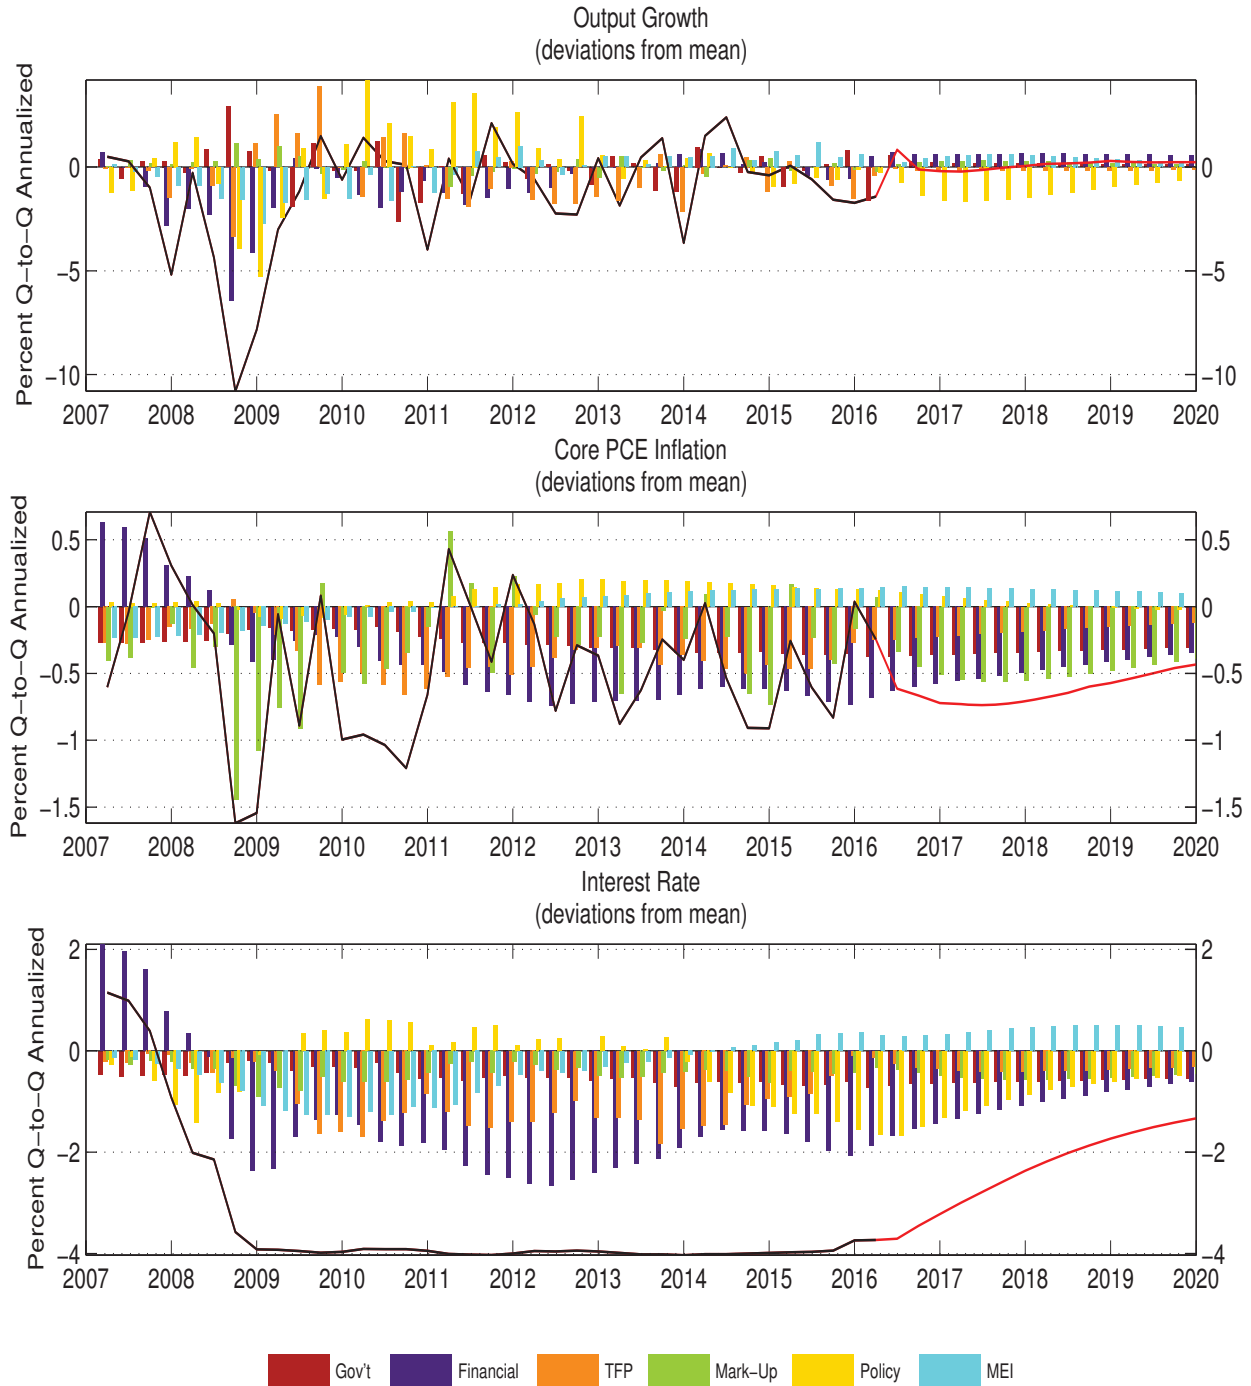 Output Growth
(deviations from mean)
Percent Q−to−Q Annualized
0
−5
−10
0
−5
−10
2007 2008 2009 2010 2011 2012 2013 2014 2015 2016 2017 2018 2019 2020
Core PCE Inflation
(deviations from mean)
Percent Q−to−Q Annualized
0.5
0
−0.5
−1
−1.5
0.5
0
−0.5
−1
−1.5
2007 2008 2009 2010 2011 2012 2013 2014 2015 2016 2017 2018 2019 2020
Interest Rate
(deviations from mean)
Percent Q−to−Q Annualized
2
0
−2
−4
2
0
−2
−4
2007 2008 2009 2010 2011 2012 2013 2014 2015 2016 2017 2018 2019 2020
Gov't Financial TFP Mark−Up Policy MEI